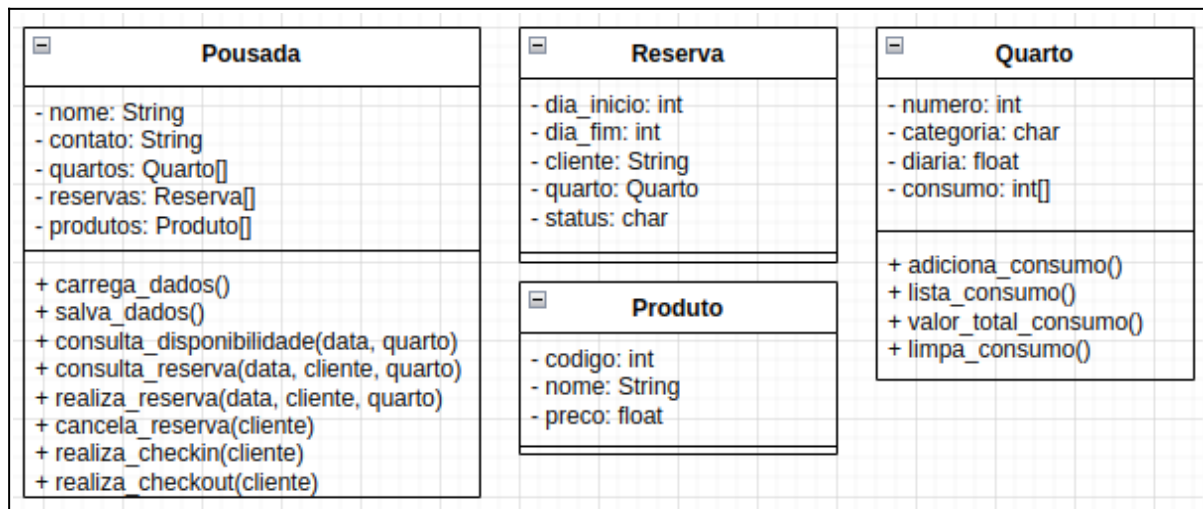 Pousada
- nome: String
- contato: String
- quartos: Quarto[]
- reservas: Reserva[]
- produtos: Produto[]
+ carrega_dados()
+ salva_dados()
+ consulta_disponibilidade(data, quarto)
+ consulta_reserva(data, cliente, quarto)
+ realiza_reserva(data, cliente, quarto)
+ cancela_reserva(cliente)
+ realiza_checkin(cliente)
+ realiza_checkout(cliente)
Reserva
- dia_inicio: int
- dia_fim: int
- cliente: String
- quarto: Quarto
- status: char
Produto
- codigo: int
- nome: String
- preco: float
Quarto
- numero: int
- categoria: char
- diaria: float
- consumo: int[]
+ adiciona_consumo()
+ lista_consumo()
+ valor_total_consumo()
+ limpa_consumo()